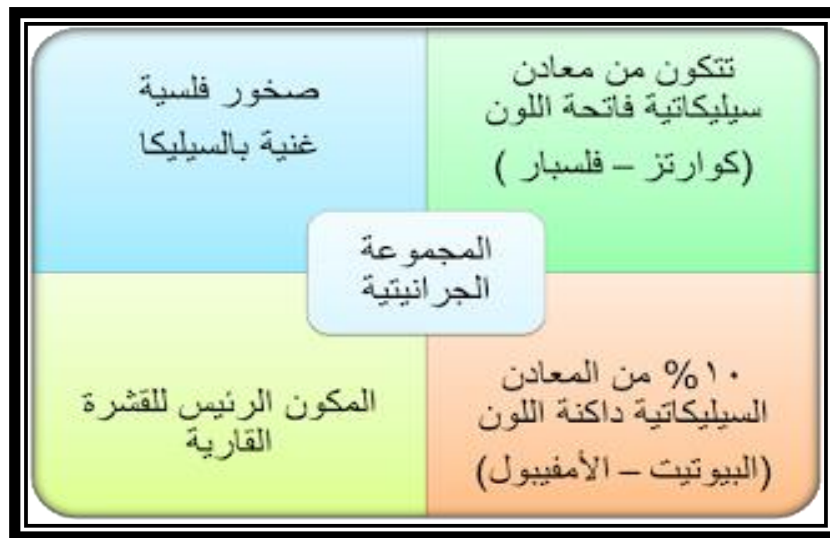 تتكون من معادن
سيليكاتية فاتحة اللون
(كوارتز – فلسبار )
صخور فلسية
غنية بالسيليكا
المجموعة
الجرانيتية
١٠% من المعادن
السيليكاتية داكنة اللون
(البيوتيت – الأمفيبول)
المكون الرئيس للقشرة
القارية